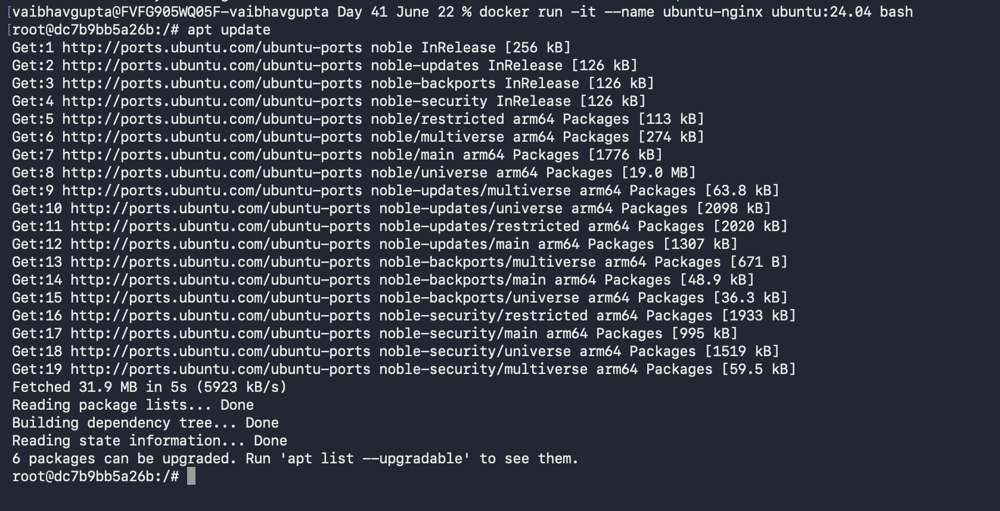 [vaibhavgupta@FVFG905WQ05F-vaibhavgupta Day 41 June 22 % docker run -it --name ubuntu-nginx ubuntu:24.04 bash
[root@dc7b9bb5a26b:/# apt update
Get:1 http://ports.ubuntu.com/ubuntu-ports noble InRelease [256 kB]
Get:2 http://ports.ubuntu.com/ubuntu-ports noble-updates InRelease [126 kB]
Get:3 http://ports.ubuntu.com/ubuntu-ports noble-backports InRelease [126 kB]
Get:4 http://ports.ubuntu.com/ubuntu-ports noble-security InRelease [126 kB]
Get:5 http://ports.ubuntu.com/ubuntu-ports noble/restricted arm64 Packages [113 kB]
Get:6 http://ports.ubuntu.com/ubuntu-ports noble/multiverse arm64 Packages [274 kB]
Get:7 http://ports.ubuntu.com/ubuntu-ports noble/main arm64 Packages [1776 kB]
Get:8 http://ports.ubuntu.com/ubuntu-ports noble/universe arm64 Packages [19.0 MB]
Get:9 http://ports.ubuntu.com/ubuntu-ports noble-updates/multiverse arm64 Packages [63.8 kB]
Get:10 http://ports.ubuntu.com/ubuntu-ports noble-updates/universe arm64 Packages [2098 kB]
Get:11 http://ports.ubuntu.com/ubuntu-ports noble-updates/restricted arm64 Packages [2020 kB]
Get:12 http://ports.ubuntu.com/ubuntu-ports noble-updates/main arm64 Packages [1307 kB]
Get:13 http://ports.ubuntu.com/ubuntu-ports noble-backports/multiverse arm64 Packages [671 B]
Get:14 http://ports.ubuntu.com/ubuntu-ports noble-backports/main arm64 Packages [48.9 kB]
Get:15 http://ports.ubuntu.com/ubuntu-ports noble-backports/universe arm64 Packages [36.3 kB]
Get:16 http://ports.ubuntu.com/ubuntu-ports noble-security/restricted arm64 Packages [1933 kB]
Get:17 http://ports.ubuntu.com/ubuntu-ports noble-security/main arm64 Packages [995 kB]
Get:18 http://ports.ubuntu.com/ubuntu-ports noble-security/universe arm64 Packages [1519 kB]
Get:19 http://ports.ubuntu.com/ubuntu-ports noble-security/multiverse arm64 Packages [59.5 kB]
Fetched 31.9 MB in 5s (5923 kB/s)
Reading package lists... Done
Building dependency tree... Done
Reading state information... Done
6 packages can be upgraded. Run 'apt list --upgradable' to see them.
root@dc7b9bb5a26b:/#